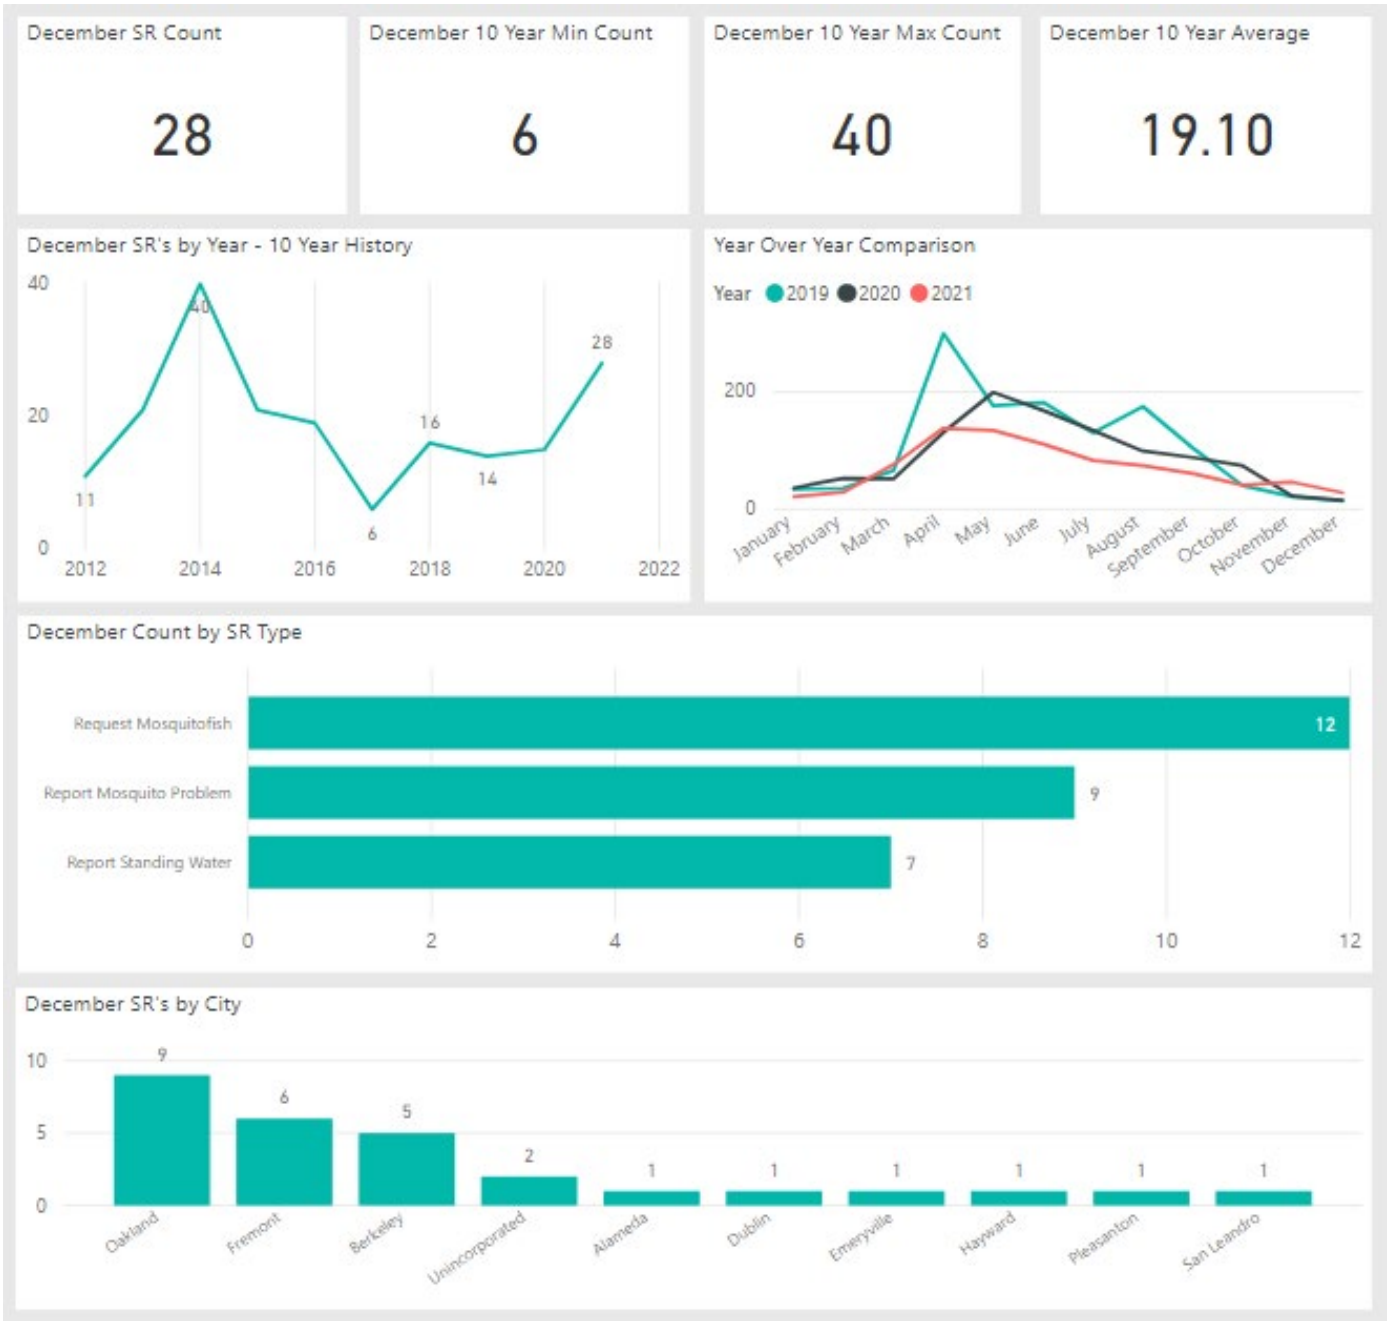 December SR Count
28
December 10 Year Min Count
6
December 10 Year Max Count
40
December 10 Year Average
19.10
December SR's by Year - 10 Year History
40
20
0
11
40
6
16
14
28
2012 2014 2016 2018 2020 2022
Year Over Year Comparison
Year 2019 2020 2021
200
0
January February March April May June July August September October November December
December Count by SR Type
Request Mosquitofish 12
Report Mosquito Problem 9
Report Standing Water 7
0 2 4 6 8 10 12
December SR's by City
10
5
0
9 6 5 2 1 1 1 1 1 1
Oakland Fremont Berkeley Unincorporated Alameda Dublin Emeryville Hayward Pleasanton San Leandro